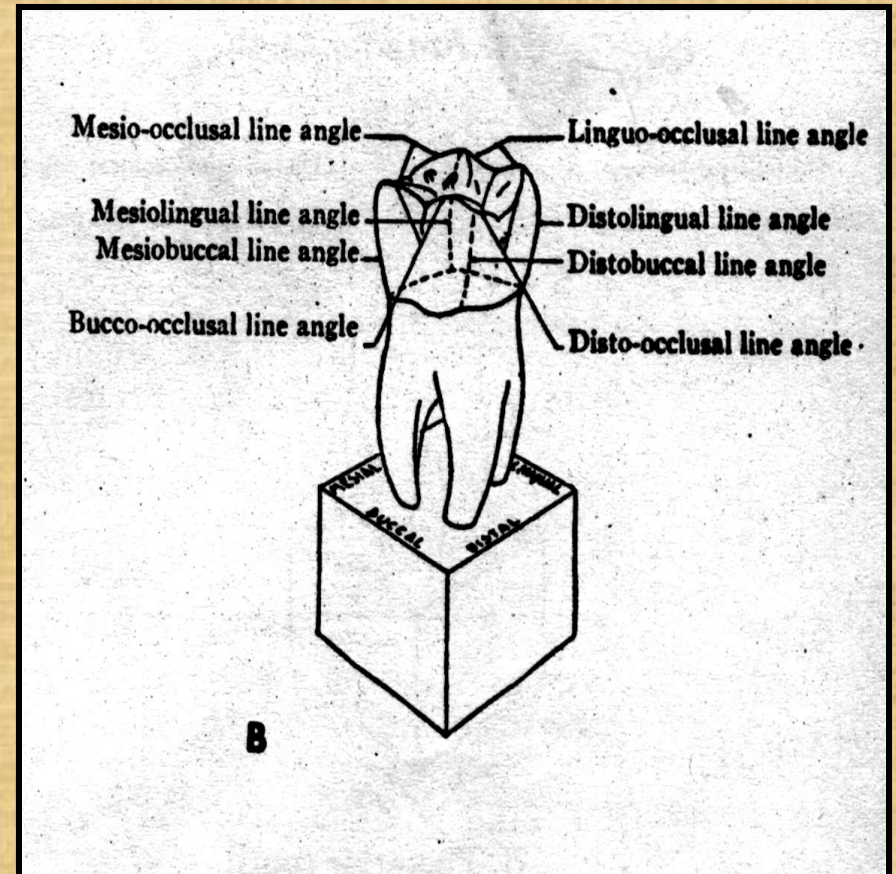 Mesio-occlusal line angle
Linguo-occlusal line angle
Mesiolingual line angle
Distolingual line angle
Mesiobuccal line angle
Distobuccal line angle
Bucco-occlusal line angle
Disto-occlusal line angle
MESIAL
LINGUAL
BUCCAL
DISTAL
B